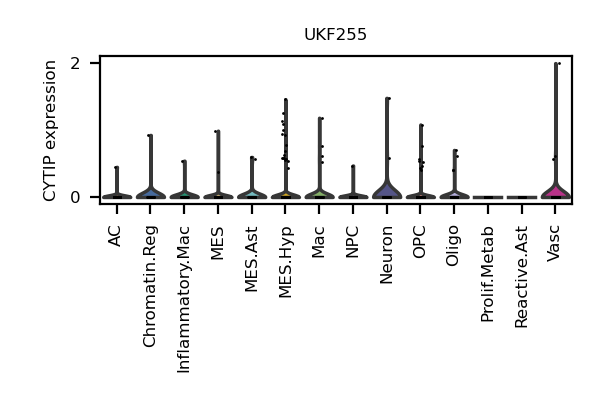 UKF255
CYTIP expression
2
0
AC
Chromatin.Reg
Inflammatory.Mac
MES
MES.Ast
MES.Hyp
Mac
NPC
Neuron
OPC
Oligo
Prolif.Metab
Reactive.Ast
Vasc